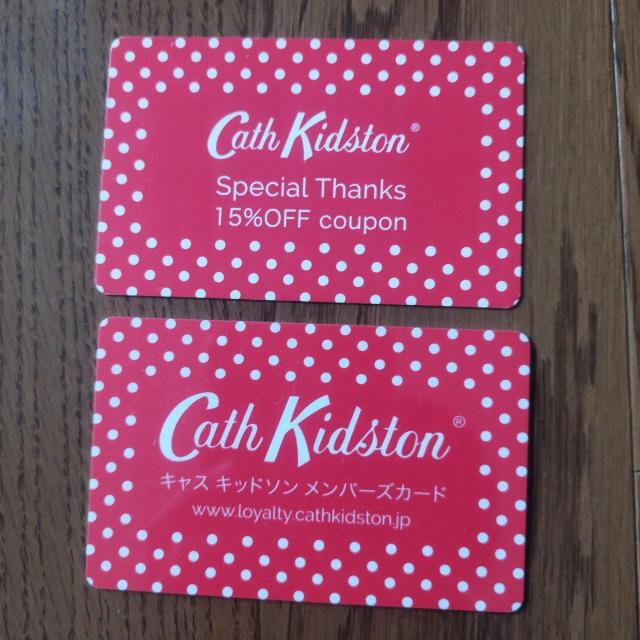 Cath Kidston®
Special Thanks
15%OFF coupon
Cath Kidston®
キャス キッドソン メンバーズカード
www.loyalty.cathkidston.jp